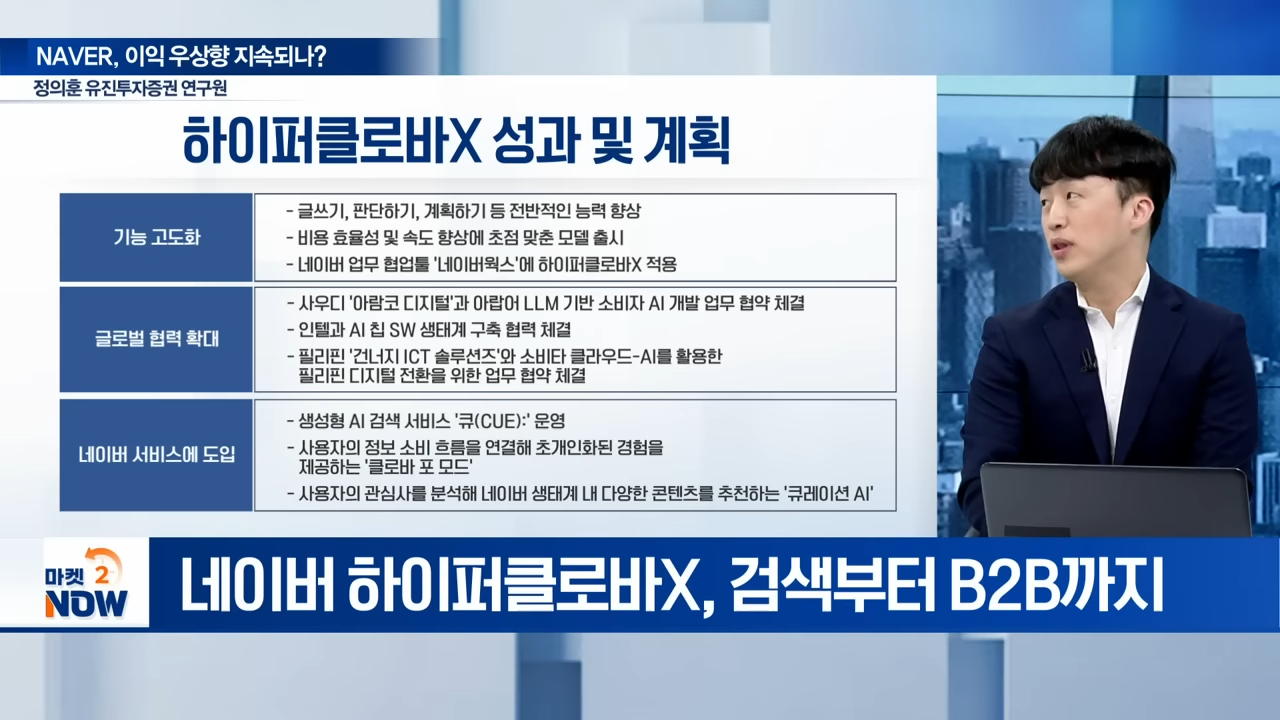 NAVER, 이익 우상향 지속되나?
정의훈 유진투자증권 연구원
하이퍼클로바X 성과 및 계획
기능 고도화
- 글쓰기, 판단하기, 계획하기 등 전반적인 능력 향상
- 비용 효율성 및 속도 향상에 초점 맞춘 모델 출시
- 네이버 업무 협업툴 '네이버웍스'에 하이퍼클로바X 적용
글로벌 협력 확대
- 사우디 '아람코 디지털'과 아랍어 LLM 기반 소비자 AI 개발 업무 협약 체결
- 인텔과 AI 칩 SW 생태계 구축 협력 체결
- 필리핀 '건너지 ICT 솔루션즈'와 소비타 클라우드-AI를 활용한
필리핀 디지털 전환을 위한 업무 협약 체결
네이버 서비스에 도입
- 생성형 AI 검색 서비스 '큐(CUE):' 운영
- 사용자의 정보 소비 흐름을 연결해 초개인화된 경험을
제공하는 '클로바 포 모드'
- 사용자의 관심사를 분석해 네이버 생태계 내 다양한 콘텐츠를 추천하는 '큐레이션 AI'
마켓 2
NOW
네이버 하이퍼클로바X, 검색부터 B2B까지